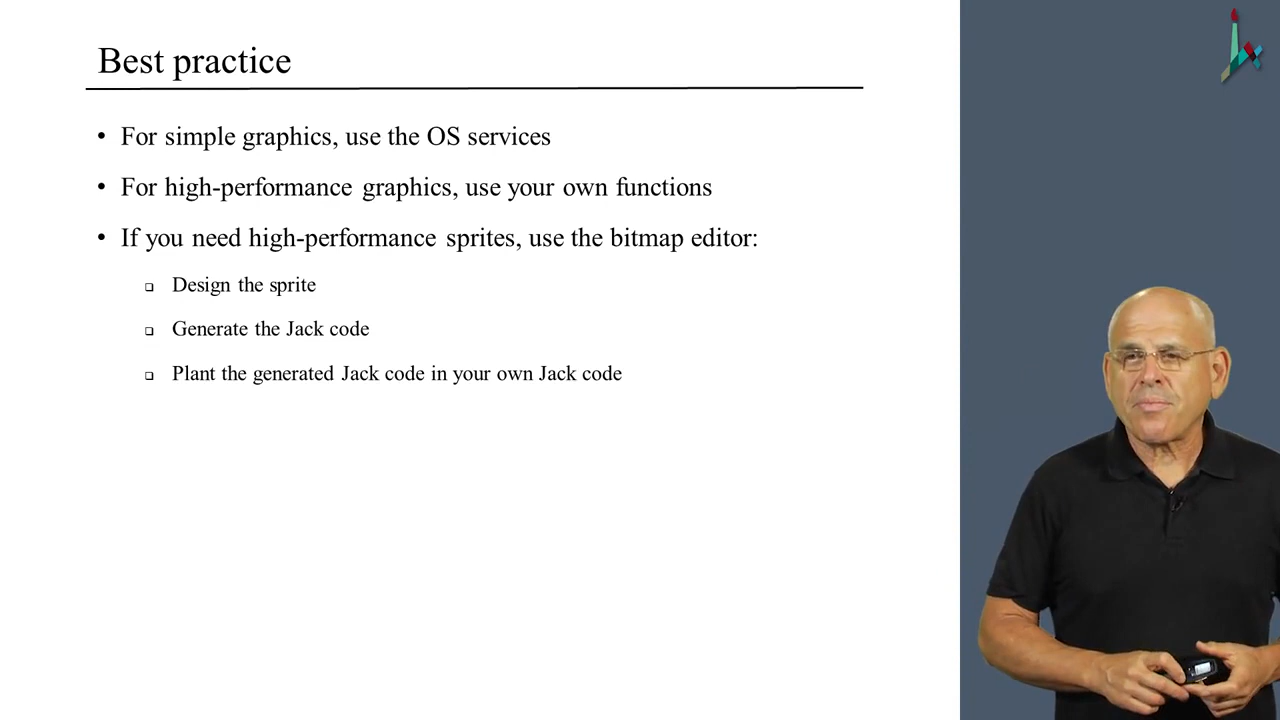 Best practice
• For simple graphics, use the OS services
• For high-performance graphics, use your own functions
• If you need high-performance sprites, use the bitmap editor:
❑ Design the sprite
❑ Generate the Jack code
❑ Plant the generated Jack code in your own Jack code